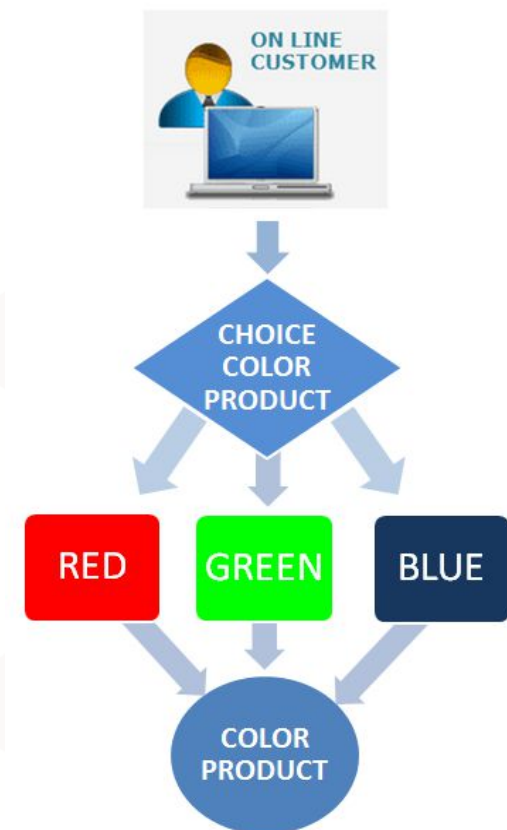 ON LINE
CUSTOMER
CHOICE
COLOR
PRODUCT
RED
GREEN
BLUE
COLOR
PRODUCT